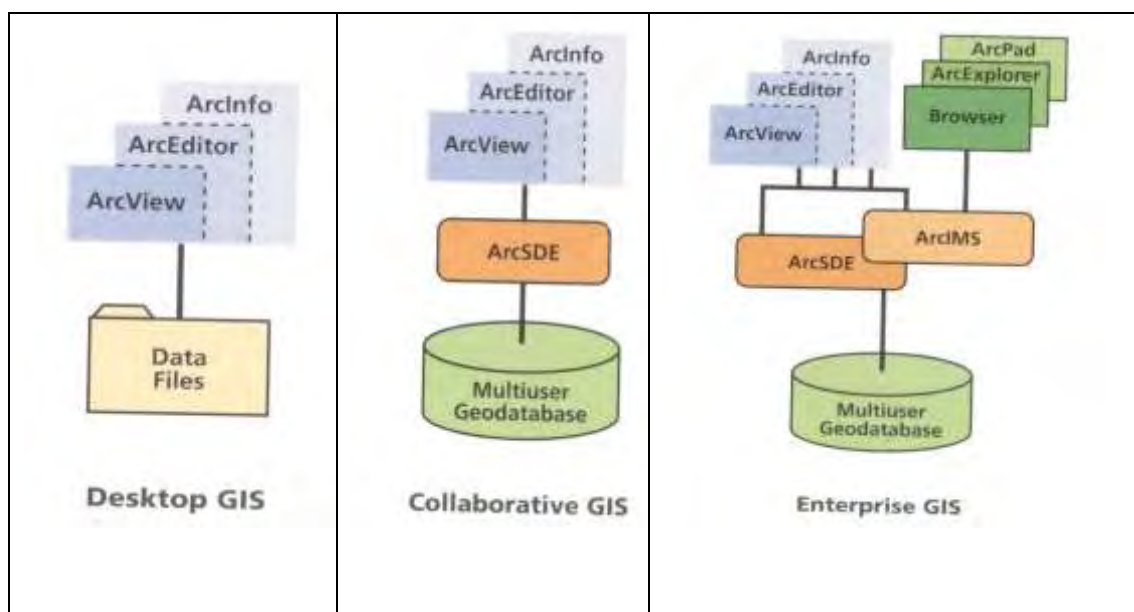 ArcInfo
ArcEditor
ArcView
Data
Files
Desktop GIS
ArcInfo
ArcEditor
ArcView
ArcSDE
Multiuser
Geodatabase
Collaborative GIS
ArcInfo
ArcEditor
ArcView
ArcPad
ArcExplorer
Browser
ArcIMS
ArcSDE
Multiuser
Geodatabase
Enterprise GIS